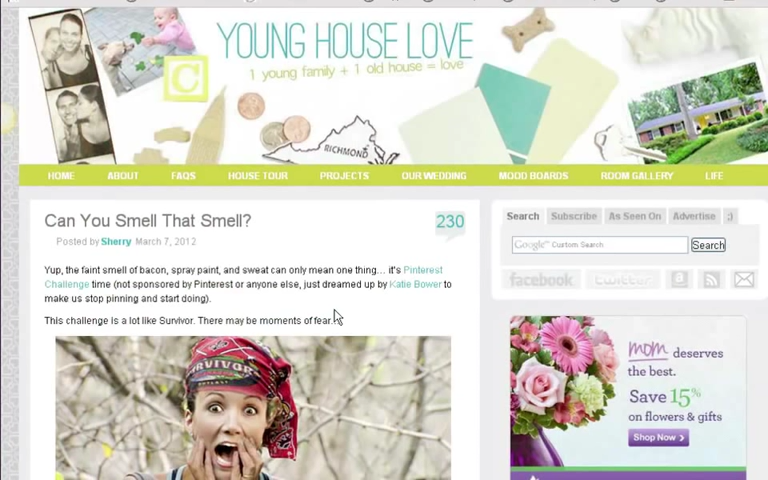 YOUNG HOUSE LOVE
1 young family + 1 old house = love
C
RICHMOND
HOME ABOUT FAQS HOUSE TOUR PROJECTS OUR WEDDING MOOD BOARDS ROOM GALLERY LIFE
Can You Smell That Smell?
230
Posted by Sherry March 7, 2012
Yup, the faint smell of bacon, spray paint, and sweat can only mean one thing… it's Pinterest
Challenge time (not sponsored by Pinterest or anyone else, just dreamed up by Katie Bower to
make us stop pinning and start doing).
This challenge is a lot like Survivor. There may be moments of fear…
SURVIVOR
Search Subscribe As Seen On Advertise ;)
Google™ Custom Search Search
facebook twitter a
mom deserves
the best.
Save 15%
on flowers & gifts
Shop Now >